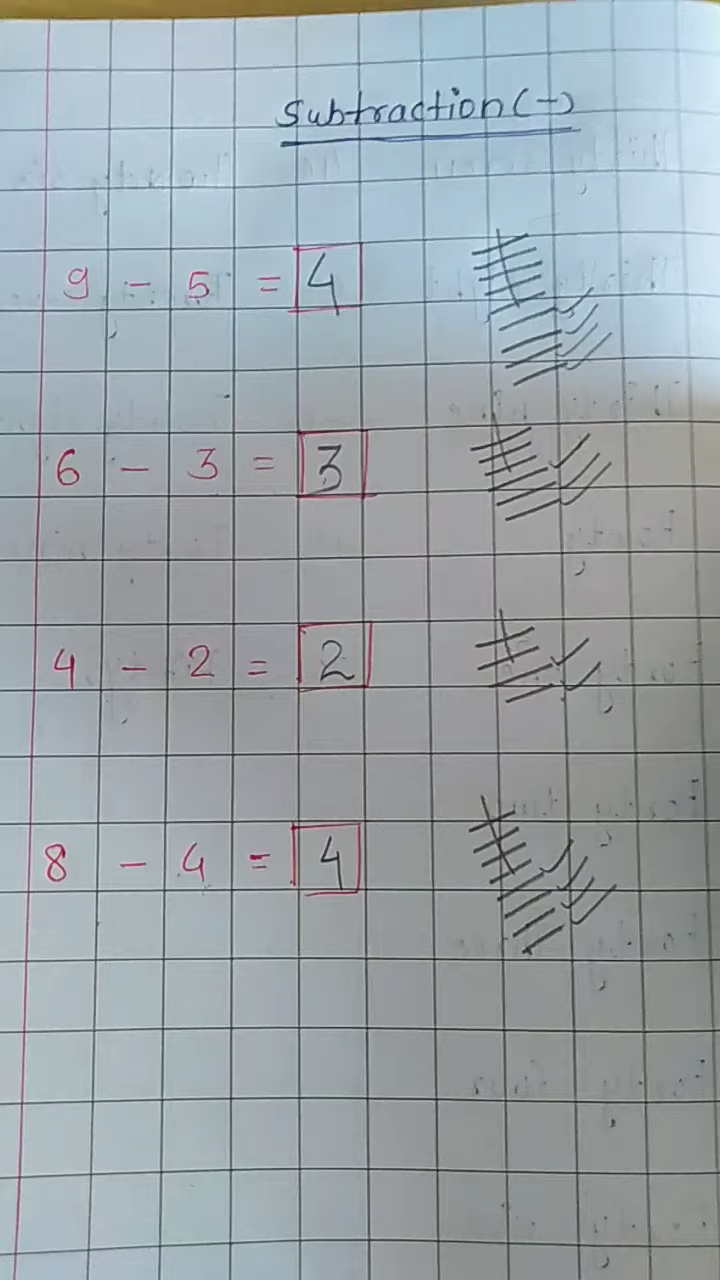 Subtraction (-)
9 - 5 = 4
6 - 3 = 3
4 - 2 = 2
8 - 4 = 4